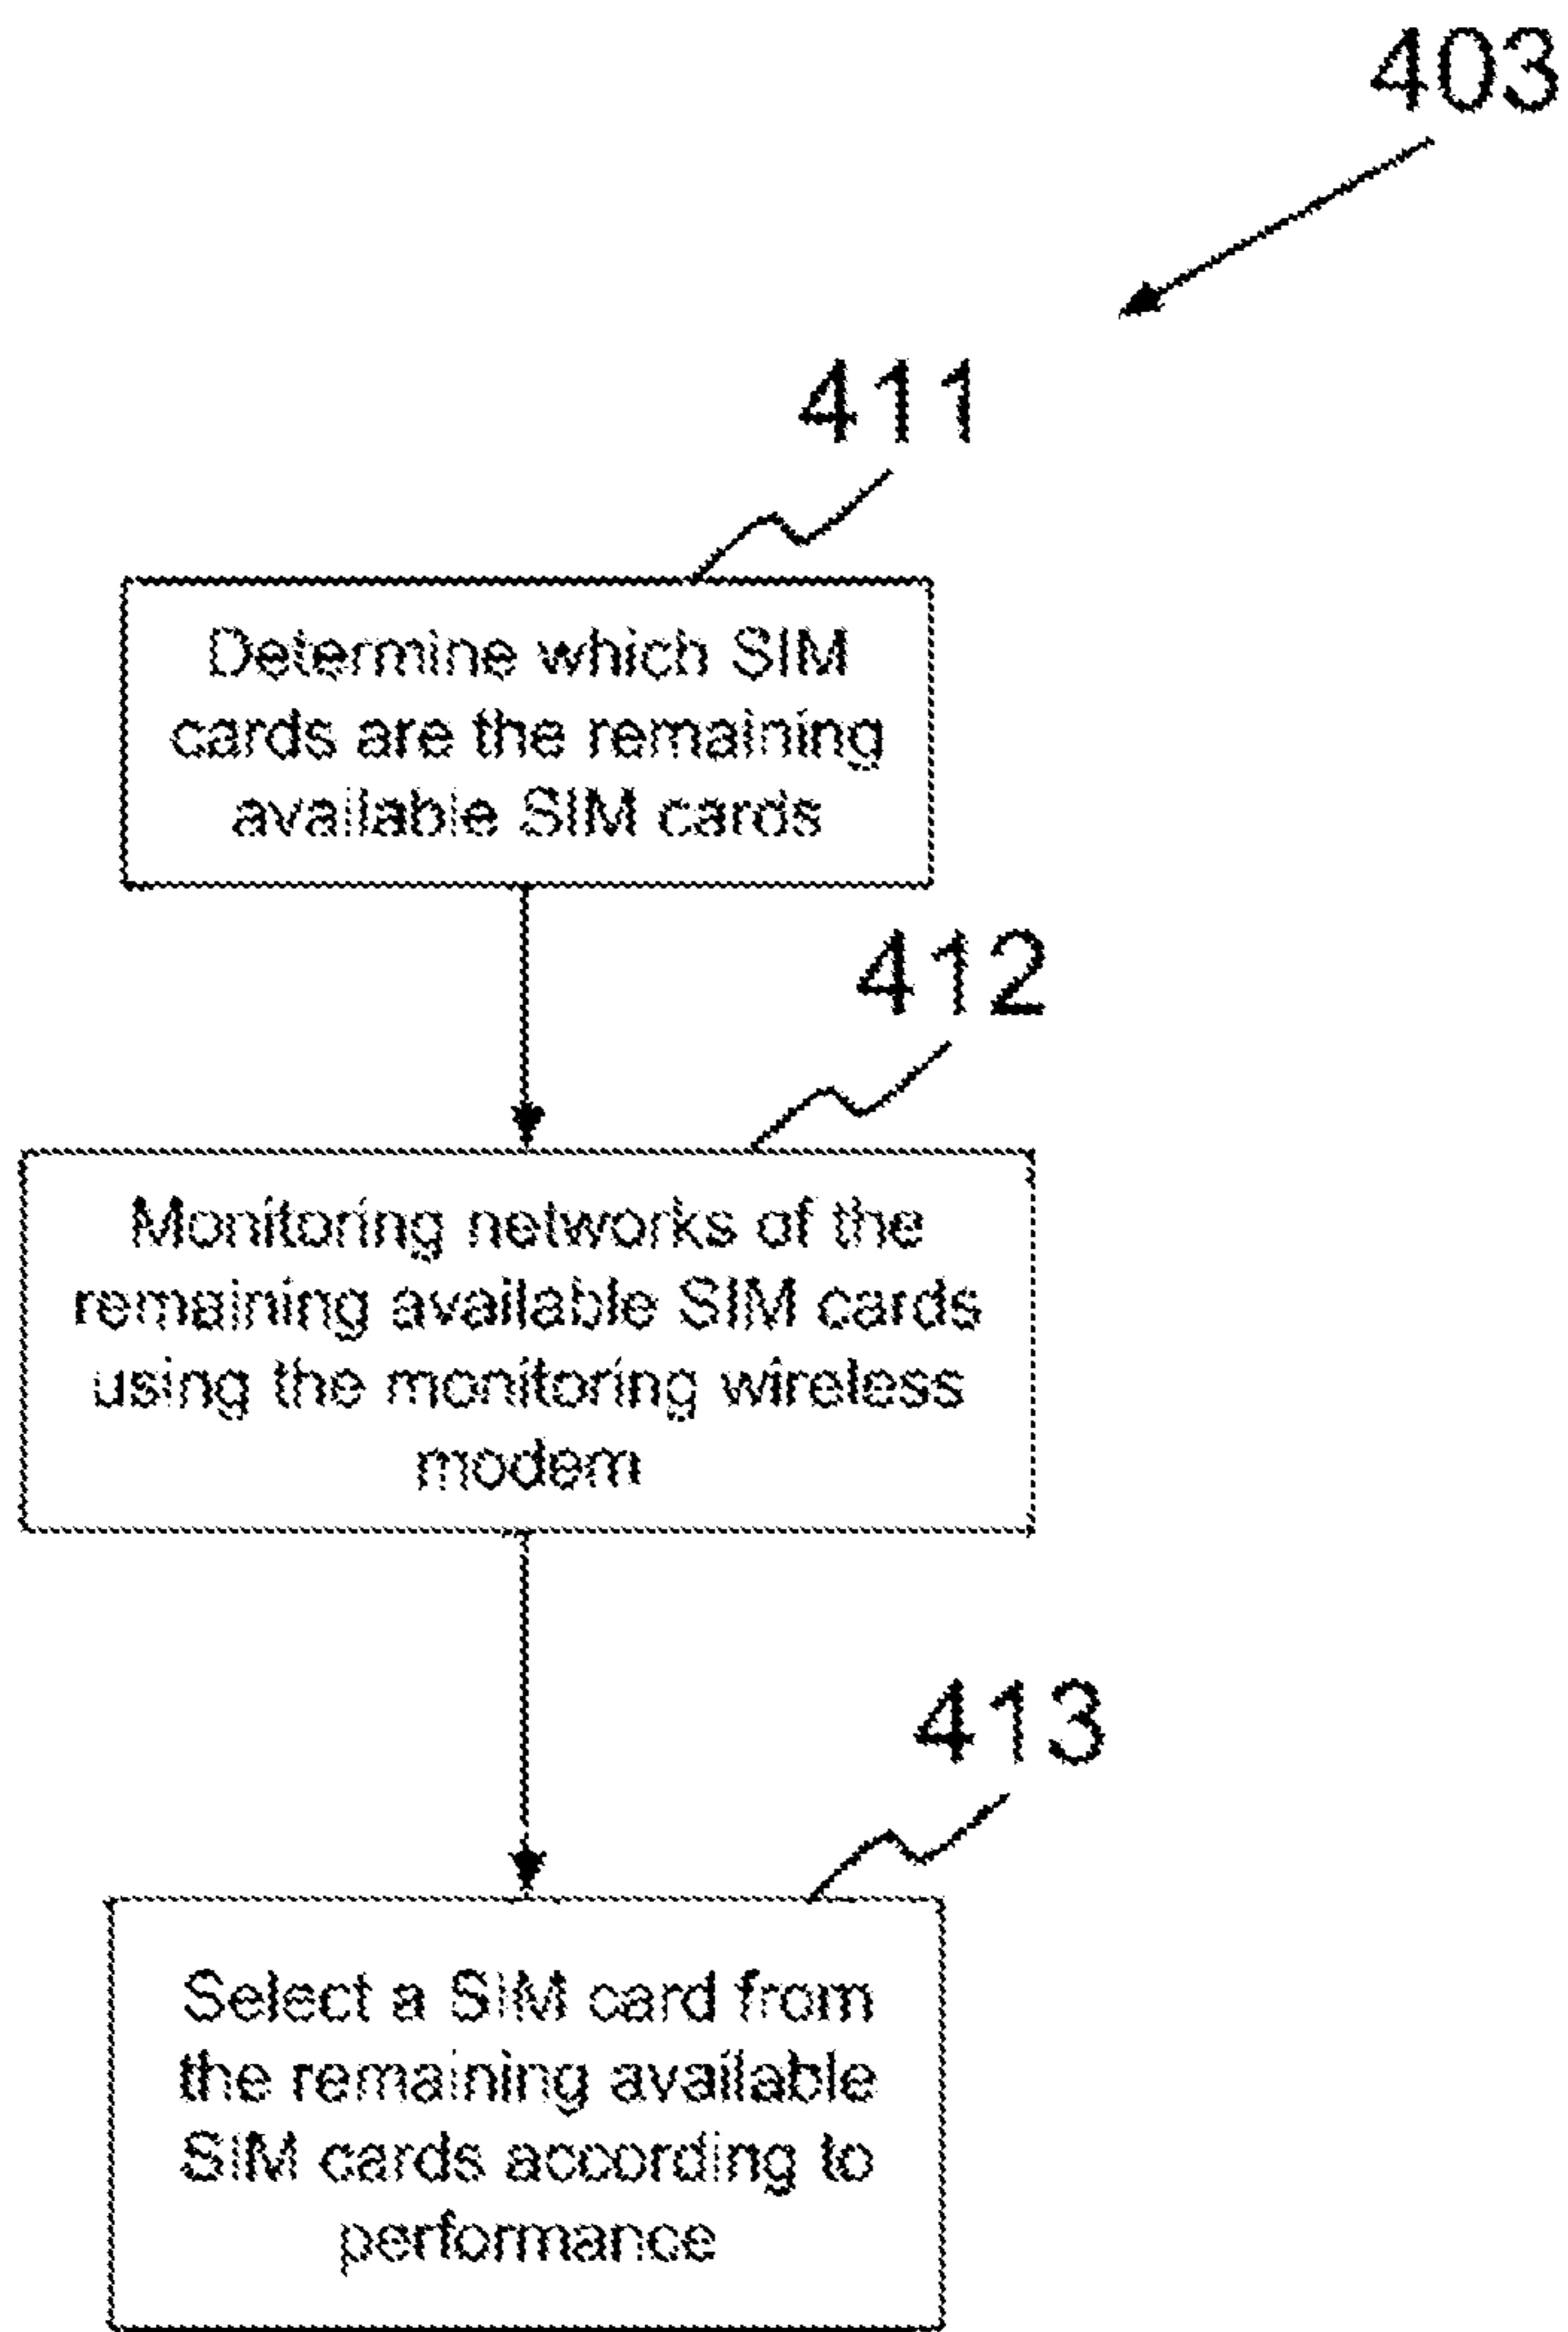 403
411
Determine which SIM
cards are the remaining
available SIM cards
412
Monitoring networks of the
remaining available SIM cards
using the monitoring wireless
modem
413
Select a SIM card from
the remaining available
SIM cards according to
performance